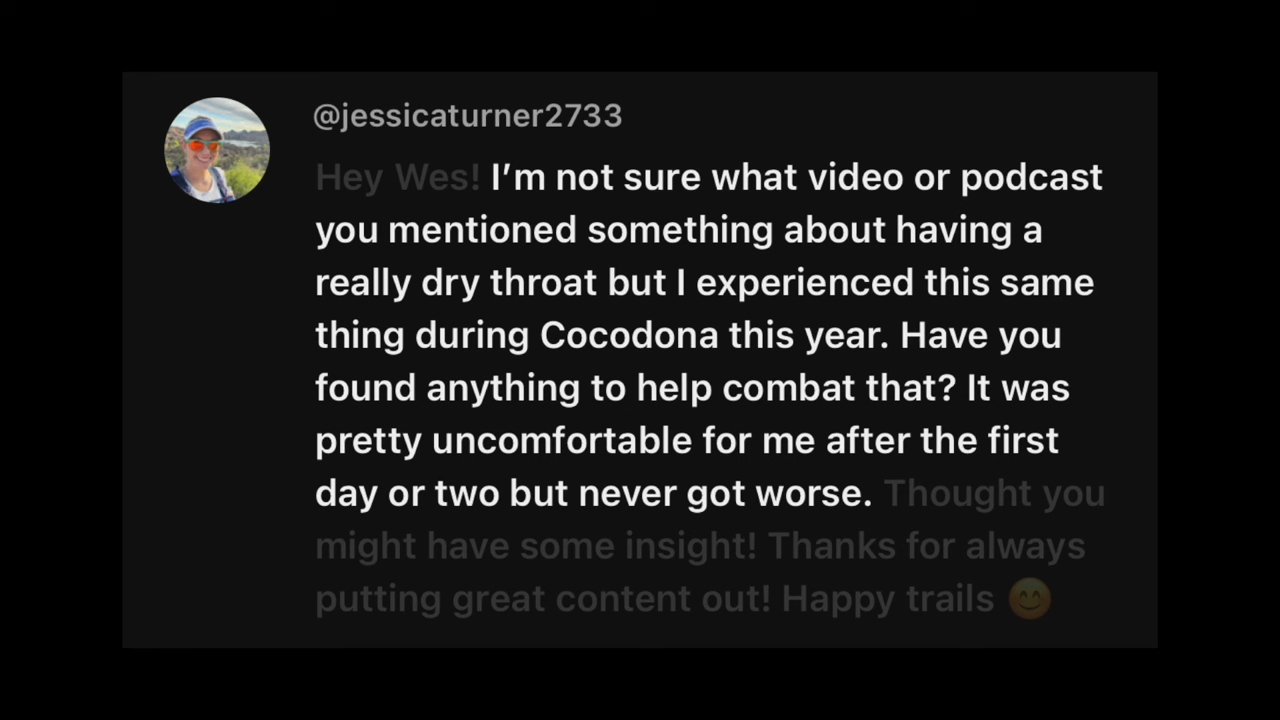 @jessicaturner2733
Hey Wes! I’m not sure what video or podcast
you mentioned something about having a
really dry throat but I experienced this same
thing during Cocodona this year. Have you
found anything to help combat that? It was
pretty uncomfortable for me after the first
day or two but never got worse. Thought you
might have some insight! Thanks for always
putting great content out! Happy trails 😊